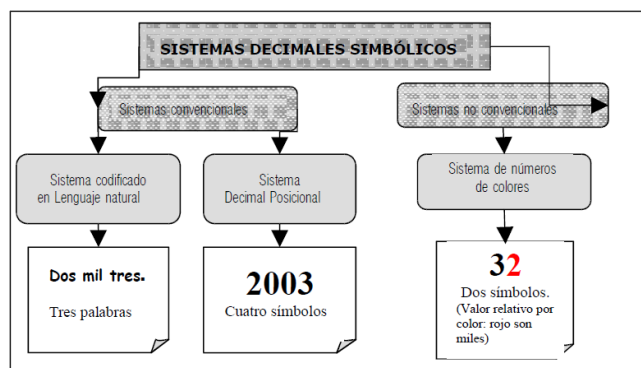 SISTEMAS DECIMALES SIMBÓLICOS
Sistemas convencionales
Sistemas no convencionales
Sistema codificado
en Lenguaje natural
Sistema
Decimal Posicional
Sistema de números
de colores
Dos mil tres.
Tres palabras
2003
Cuatro símbolos
32
Dos símbolos.
(Valor relativo por
color: rojo son
miles)